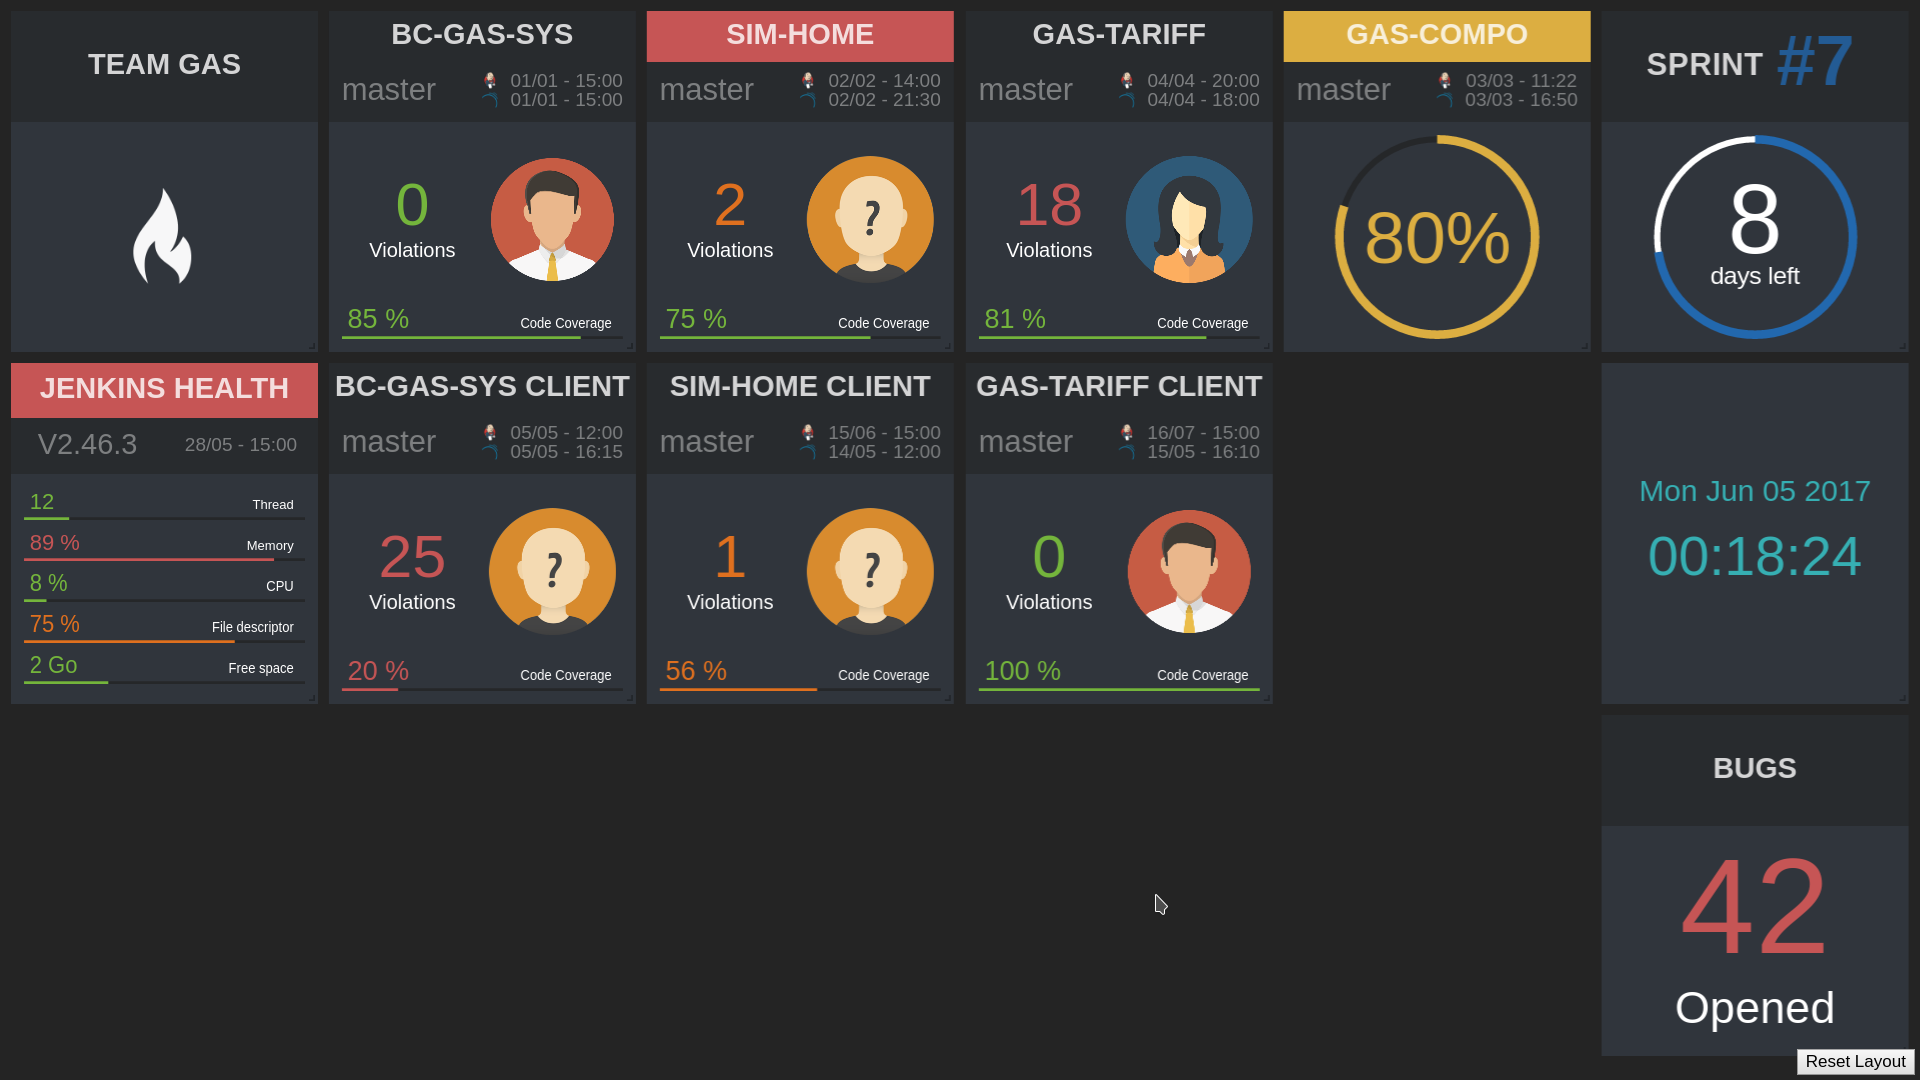 TEAM GAS
BC-GAS-SYS
master
01/01 - 15:00
01/01 - 15:00
0
Violations
85 %
Code Coverage
SIM-HOME
master
02/02 - 14:00
02/02 - 21:30
2
?
Violations
75 %
Code Coverage
GAS-TARIFF
master
04/04 - 20:00
04/04 - 18:00
18
Violations
81 %
Code Coverage
GAS-COMPO
master
03/03 - 11:22
03/03 - 16:50
80%
SPRINT #7
8
days left
JENKINS HEALTH
V2.46.3
28/05 - 15:00
12
Thread
89 %
Memory
8 %
CPU
75 %
File descriptor
2 Go
Free space
BC-GAS-SYS CLIENT
master
05/05 - 12:00
05/05 - 16:15
25
?
Violations
20 %
Code Coverage
SIM-HOME CLIENT
master
15/06 - 15:00
14/05 - 12:00
1
?
Violations
56 %
Code Coverage
GAS-TARIFF CLIENT
master
16/07 - 15:00
15/05 - 16:10
0
Violations
100 %
Code Coverage
Mon Jun 05 2017
00:18:24
BUGS
42
Opened
Reset Layout